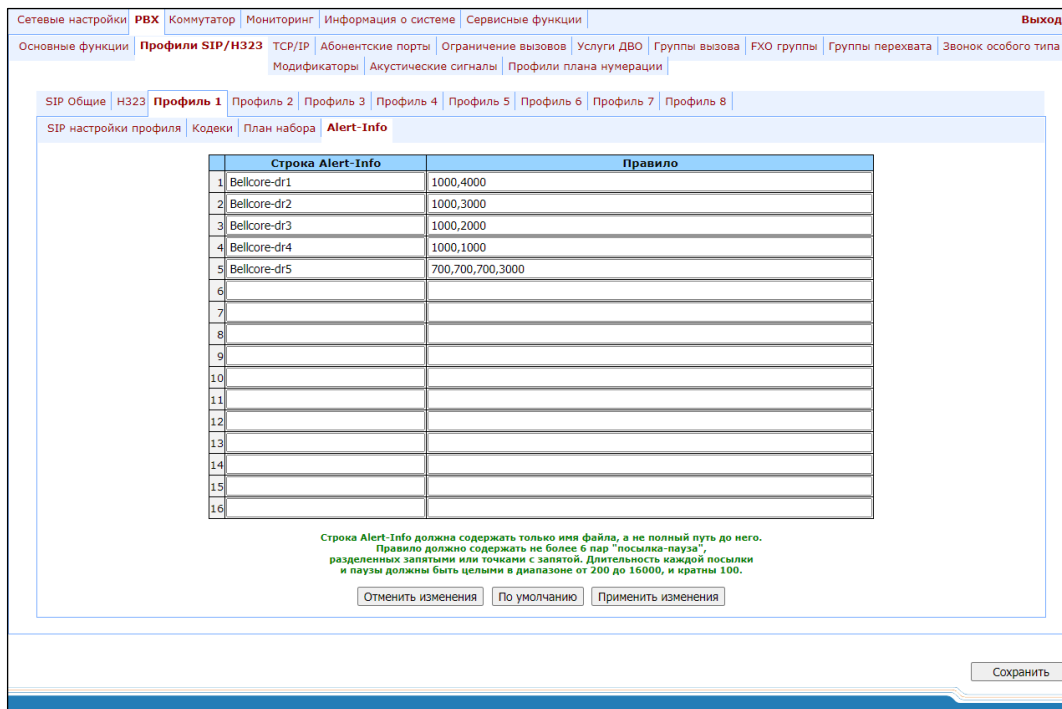 Сетевые настройки PBX Коммутатор Мониторинг Информация о системе Сервисные функции Выход
Основные функции Профили SIP/H323 TCP/IP Абонентские порты Ограничение вызовов Услуги ДВО Группы вызова FXO группы Группы перехвата Звонок особого типа
Модификаторы Акустические сигналы Профили плана нумерации
SIP Общие H323 Профиль 1 Профиль 2 Профиль 3 Профиль 4 Профиль 5 Профиль 6 Профиль 7 Профиль 8
SIP настройки профиля Кодеки План набора Alert-Info
Строка Alert-Info Правило
1 Bellcore-dr1 1000,4000
2 Bellcore-dr2 1000,3000
3 Bellcore-dr3 1000,2000
4 Bellcore-dr4 1000,1000
5 Bellcore-dr5 700,700,700,3000
6
7
8
9
10
11
12
13
14
15
16
Строка Alert-Info должна содержать только имя файла, а не полный путь до него.
Правило должно содержать не более 6 пар "посылка-пауза",
разделенных запятыми или точками с запятой. Длительность каждой посылки
и паузы должны быть целыми в диапазоне от 200 до 16000, и кратны 100.
Отменить изменения По умолчанию Применить изменения
Сохранить